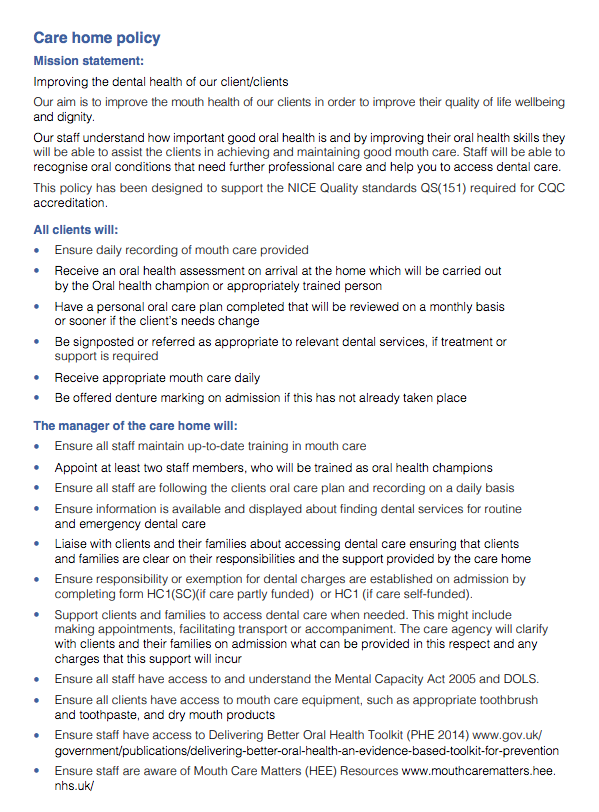 Care home policy
Mission statement:
Improving the dental health of our client/clients
Our aim is to improve the mouth health of our clients in order to improve their quality of life wellbeing
and dignity.
Our staff understand how important good oral health is and by improving their oral health skills they
will be able to assist the clients in achieving and maintaining good mouth care. Staff will be able to
recognise oral conditions that need further professional care and help you to access dental care.
This policy has been designed to support the NICE Quality standards QS(151) required for CQC
accreditation.
All clients will:
• Ensure daily recording of mouth care provided
• Receive an oral health assessment on arrival at the home which will be carried out
by the Oral health champion or appropriately trained person
• Have a personal oral care plan completed that will be reviewed on a monthly basis
or sooner if the client's needs change
• Be signposted or referred as appropriate to relevant dental services, if treatment or
support is required
• Receive appropriate mouth care daily
• Be offered denture marking on admission if this has not already taken place
The manager of the care home will:
• Ensure all staff maintain up-to-date training in mouth care
• Appoint at least two staff members, who will be trained as oral health champions
• Ensure all staff are following the clients oral care plan and recording on a daily basis
• Ensure information is available and displayed about finding dental services for routine
and emergency dental care
• Liaise with clients and their families about accessing dental care ensuring that clients
and families are clear on their responsibilities and the support provided by the care home
• Ensure responsibility or exemption for dental charges are established on admission by
completing form HC1(SC)(if care partly funded) or HC1 (if care self-funded).
• Support clients and families to access dental care when needed. This might include
making appointments, facilitating transport or accompaniment. The care agency will clarify
with clients and their families on admission what can be provided in this respect and any
charges that this support will incur
• Ensure all staff have access to and understand the Mental Capacity Act 2005 and DOLS.
• Ensure all clients have access to mouth care equipment, such as appropriate toothbrush
and toothpaste, and dry mouth products
• Ensure staff have access to Delivering Better Oral Health Toolkit (PHE 2014) www.gov.uk/
government/publications/delivering-better-oral-health-an-evidence-based-toolkit-for-prevention
• Ensure staff are aware of Mouth Care Matters (HEE) Resources www.mouthcarematters.hee.
nhs.uk/